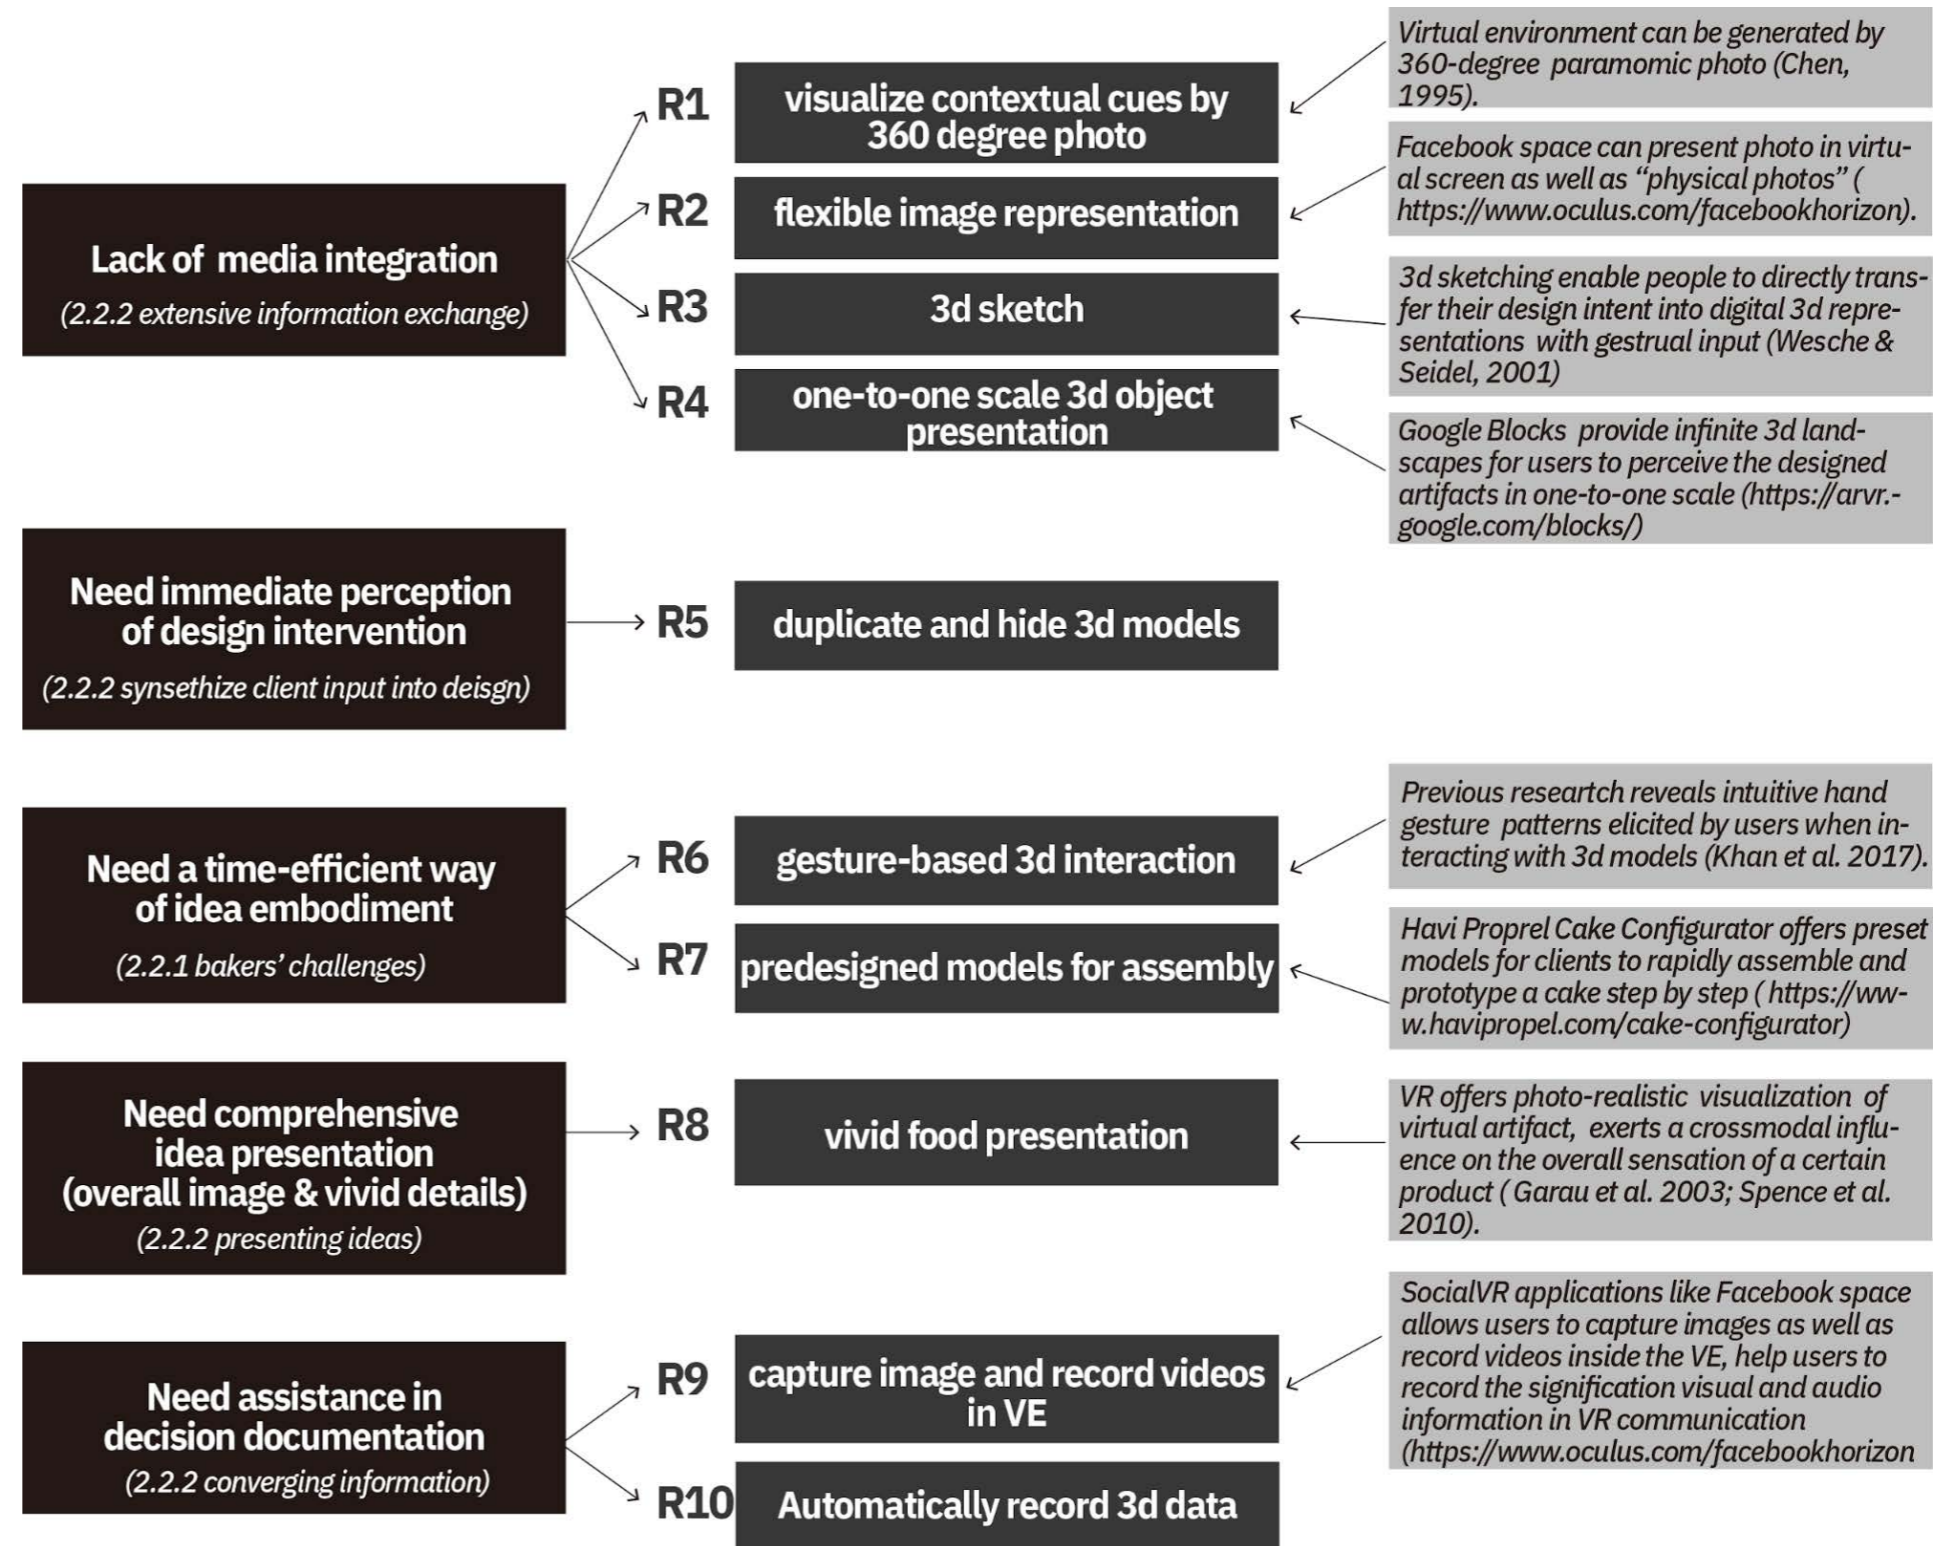 Lack of media integration
(2.2.2 extensive information exchange)
R1
visualize contextual cues by
360 degree photo
Virtual environment can be generated by
360-degree paramomic photo (Chen,
1995).
R2
flexible image representation
Facebook space can present photo in virtu-
al screen as well as “physical photos” (
https://www.oculus.com/facebookhorizon).
R3
3d sketch
3d sketching enable people to directly trans-
fer their design intent into digital 3d repre-
sentations with gestrual input (Wesche &
Seidel, 2001)
R4
one-to-one scale 3d object
presentation
Google Blocks provide infinite 3d land-
scapes for users to perceive the designed
artifacts in one-to-one scale (https://arvr.-
google.com/blocks/)
Need immediate perception
of design intervention
(2.2.2 synsethize client input into deisgn)
R5
duplicate and hide 3d models
Need a time-efficient way
of idea embodiment
(2.2.1 bakers’ challenges)
R6
gesture-based 3d interaction
Previous researtch reveals intuitive hand
gesture patterns elicited by users when in-
teracting with 3d models (Khan et al. 2017).
R7
predesigned models for assembly
Havi Proprel Cake Configurator offers preset
models for clients to rapidly assemble and
prototype a cake step by step ( https://ww-
w.havipropel.com/cake-configurator)
Need comprehensive
idea presentation
(overall image & vivid details)
(2.2.2 presenting ideas)
R8
vivid food presentation
VR offers photo-realistic visualization of
virtual artifact, exerts a crossmodal influ-
ence on the overall sensation of a certain
product ( Garau et al. 2003; Spence et al.
2010).
Need assistance in
decision documentation
(2.2.2 converging information)
R9
capture image and record videos
in VE
SocialVR applications like Facebook space
allows users to capture images as well as
record videos inside the VE, help users to
record the signification visual and audio
information in VR communication
(https://www.oculus.com/facebookhorizon
R10
Automatically record 3d data